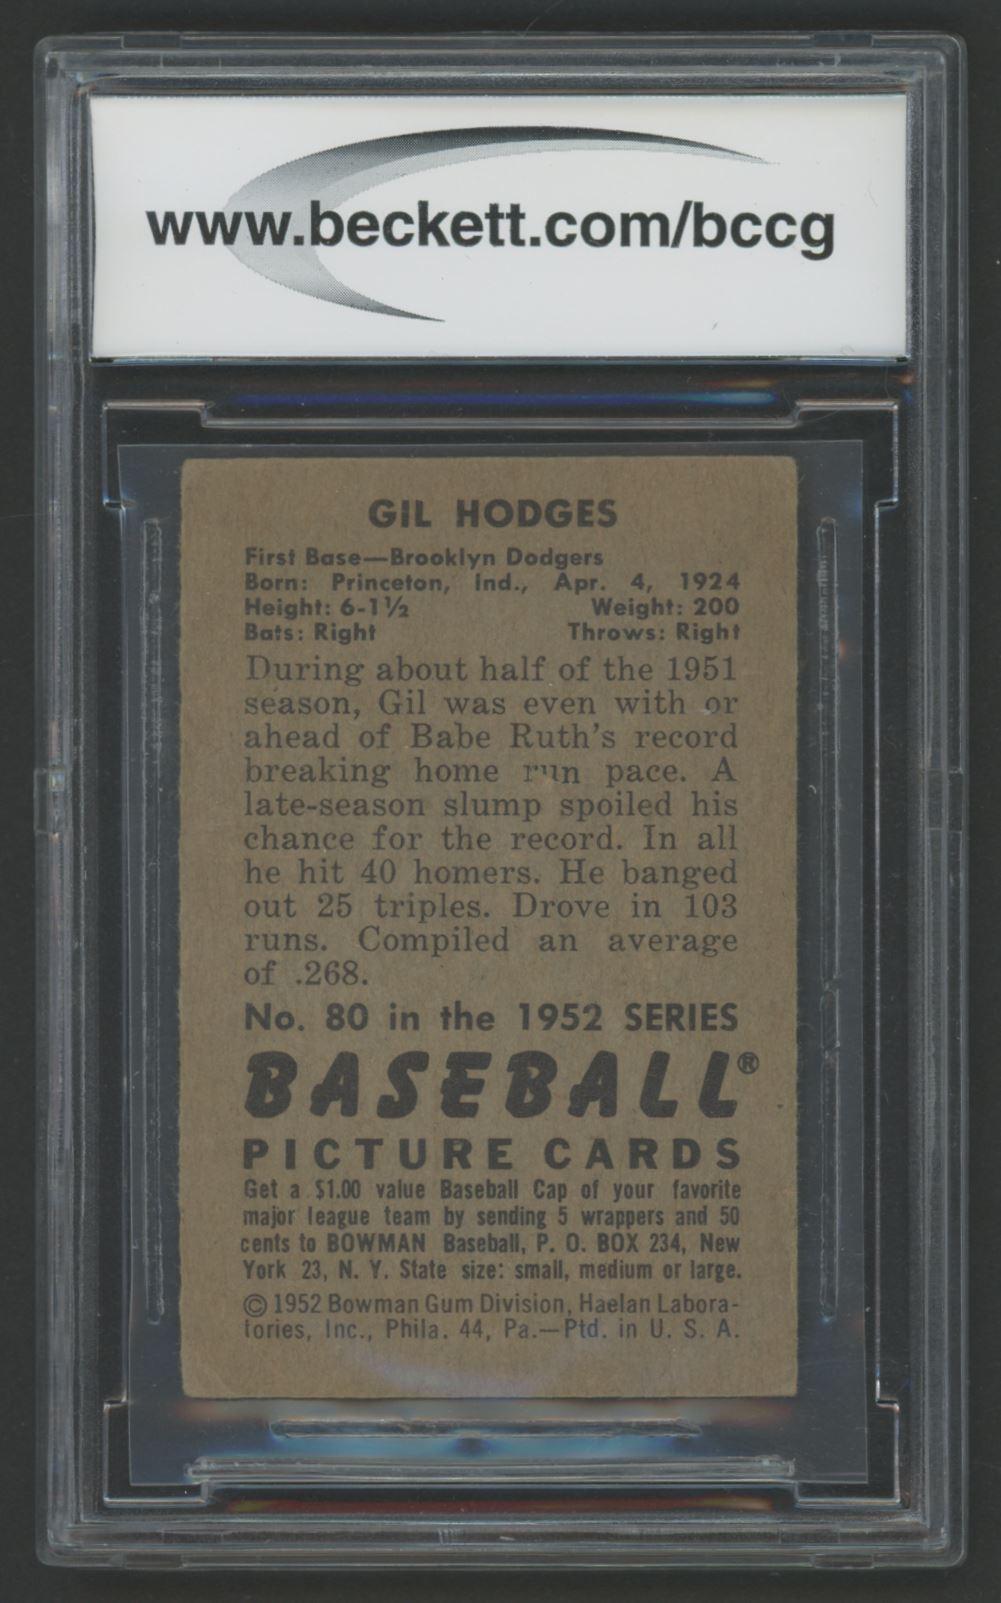 www.beckett.com/bccg
GIL HODGES
First Base—Brooklyn Dodgers
Born: Princeton, Ind., Apr. 4, 1924
Height: 6-1½ Weight: 200
Bats: Right Throws: Right
During about half of the 1951
season, Gil was even with or
ahead of Babe Ruth's record
breaking home run pace. A
late-season slump spoiled his
chance for the record. In all
he hit 40 homers. He banged
out 25 triples. Drove in 103
runs. Compiled an average
of .268.
No. 80 in the 1952 SERIES
BASEBALL®
PICTURE CARDS
Get a $1.00 value Baseball Cap of your favorite
major league team by sending 5 wrappers and 50
cents to BOWMAN Baseball, P. O. BOX 234, New
York 23, N. Y. State size: small, medium or large.
© 1952 Bowman Gum Division, Haelan Labora-
tories, Inc., Phila. 44, Pa.—Ptd. in U. S. A.